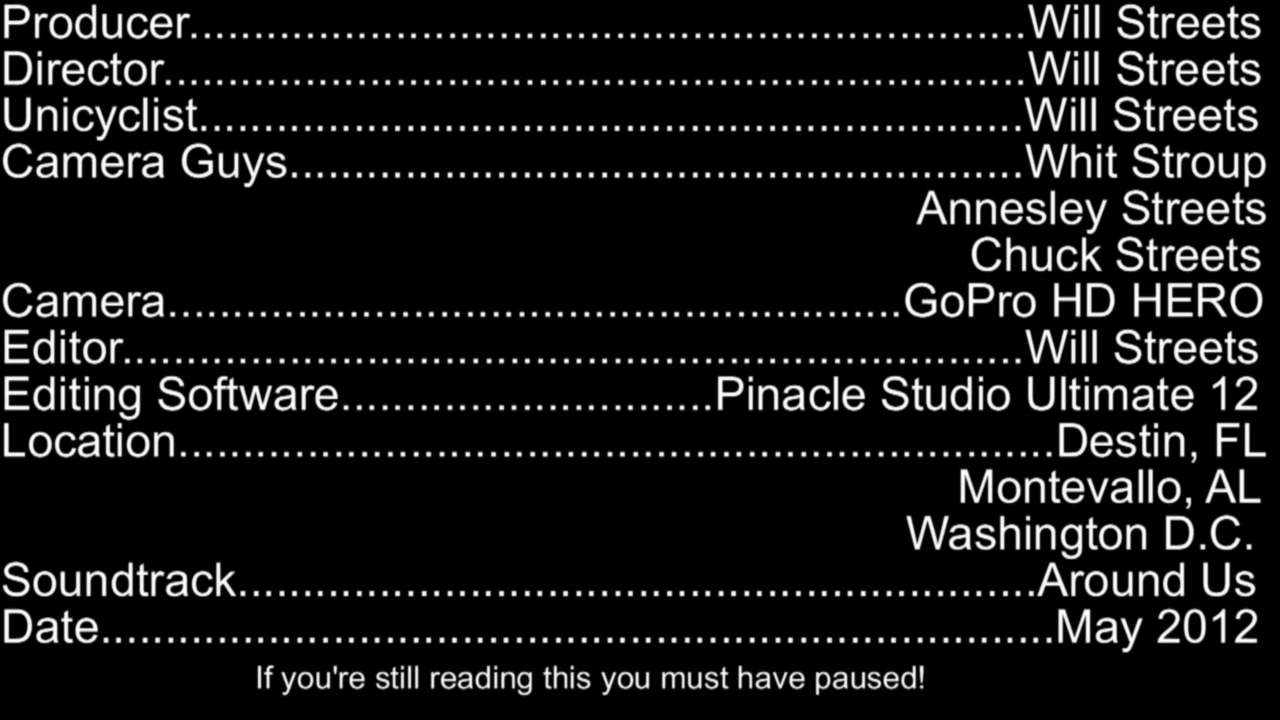 Producer.................................................................Will Streets
Director...................................................................Will Streets
Unicyclist................................................................Will Streets
Camera Guys.........................................................Whit Stroup
Annesley Streets
Chuck Streets
Camera.........................................................GoPro HD HERO
Editor......................................................................Will Streets
Editing Software.............................Pinacle Studio Ultimate 12
Location....................................................................Destin, FL
Montevallo, AL
Washington D.C.
Soundtrack..............................................................Around Us
Date..........................................................................May 2012
If you're still reading this you must have paused!